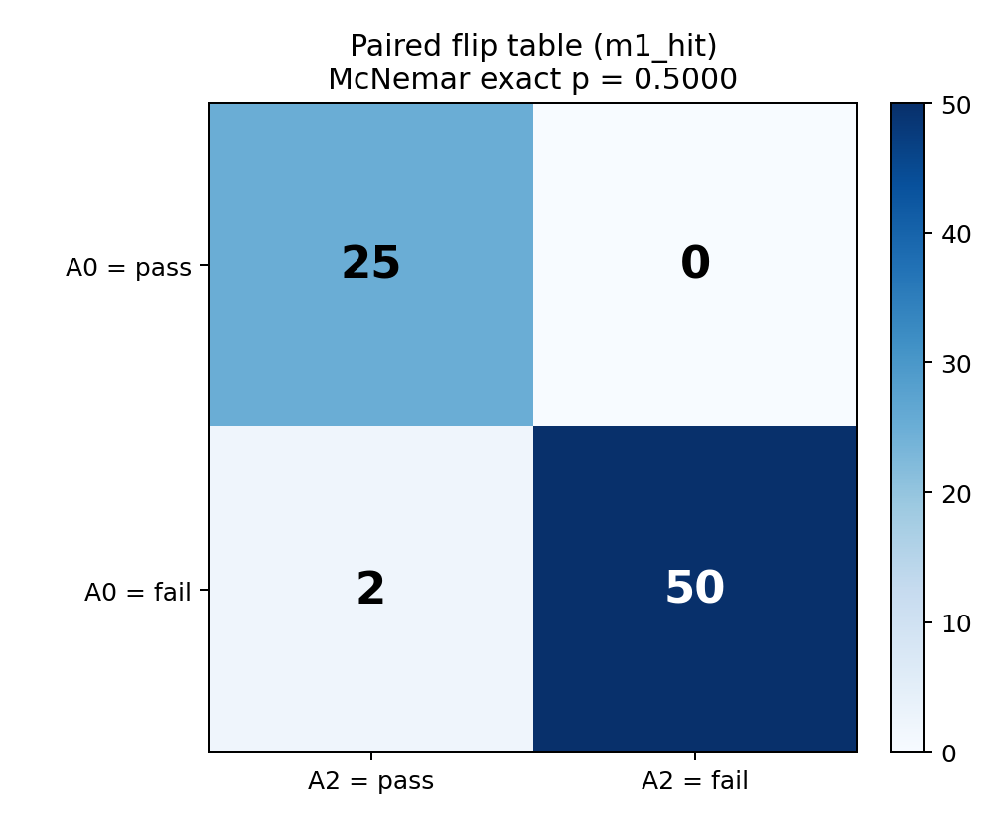 Paired flip table (m1_hit)
McNemar exact p = 0.5000
50
40
30
20
10
0
A0 = pass
25
0
A0 = fail
2
50
A2 = pass
A2 = fail